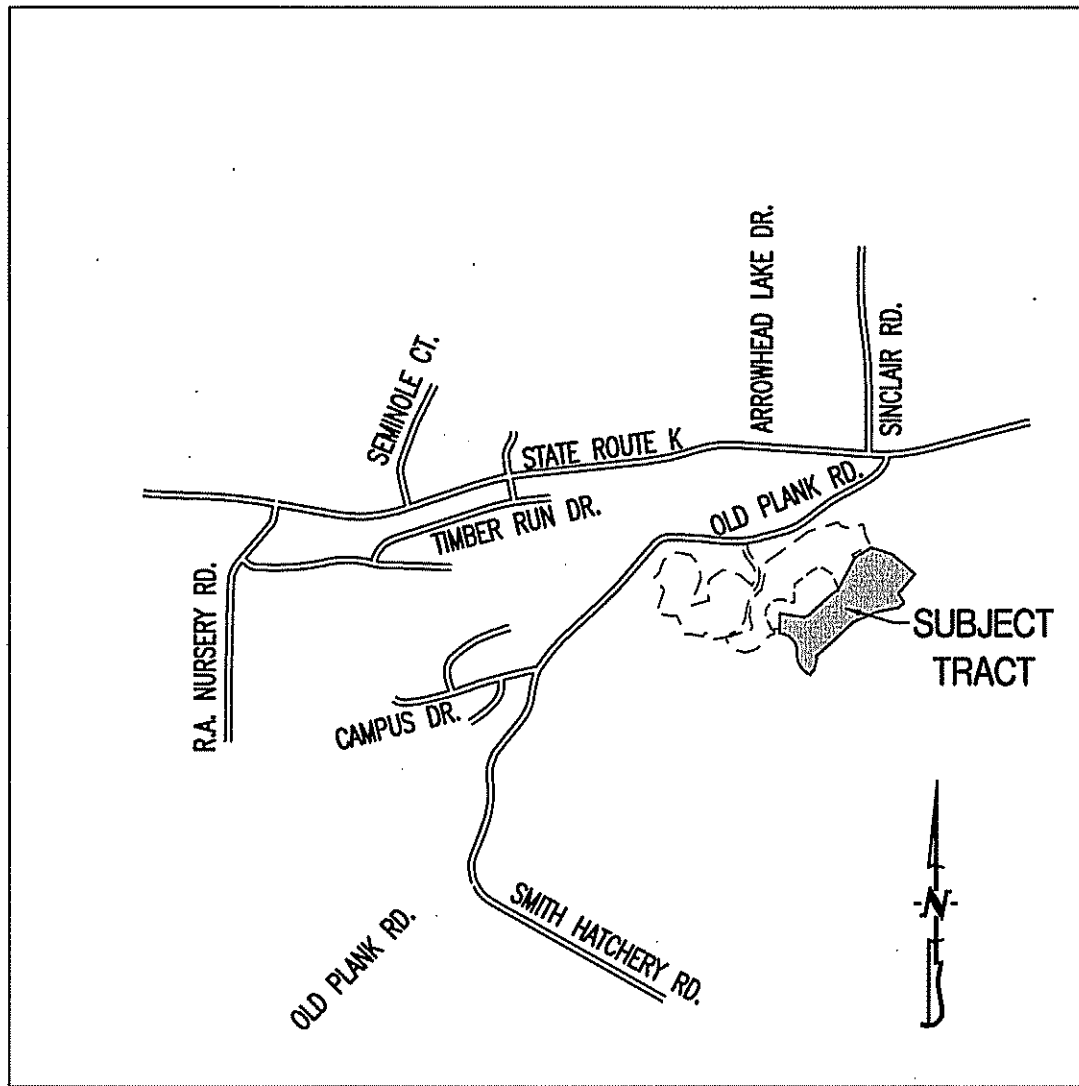 ARROWHEAD LAKE DR.
SINCLAIR RD.
SEMINOLE CT.
STATE ROUTE K
OLD PLANK RD.
TIMBER RUN DR.
R.A. NURSERY RD.
SUBJECT
TRACT
CAMPUS DR.
SMITH HATCHERY RD.
OLD PLANK RD.
N